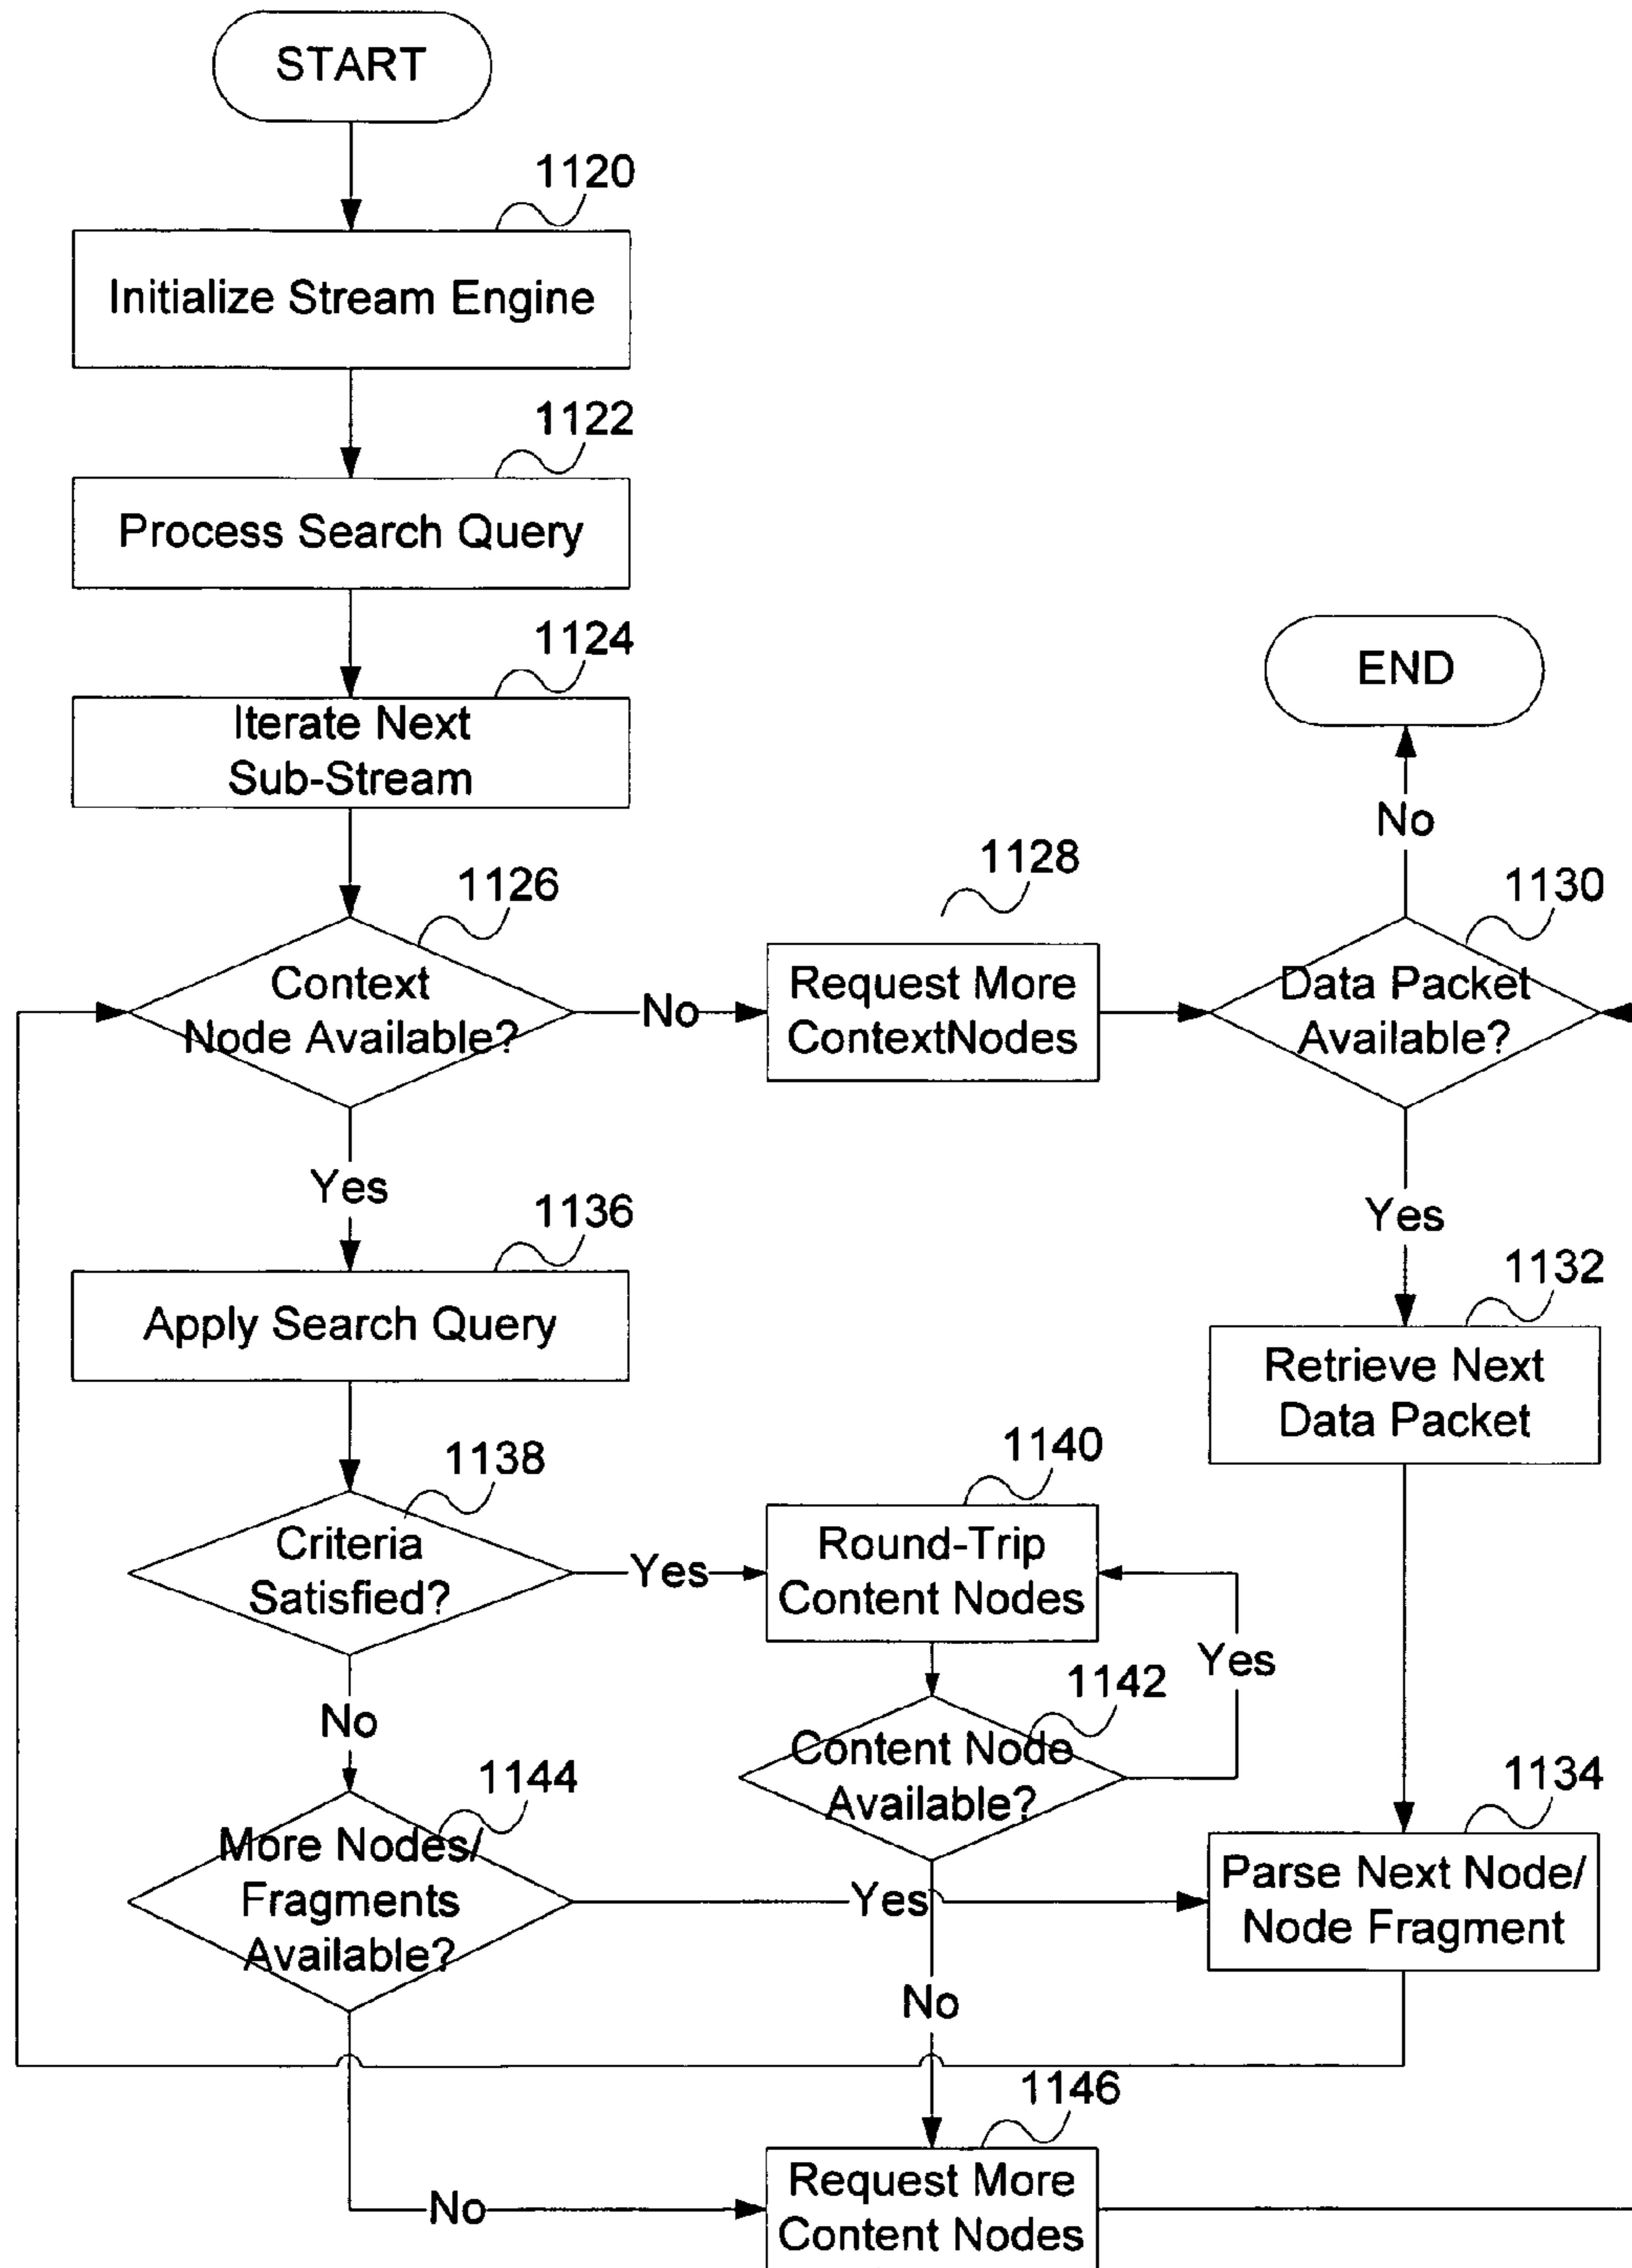 START
1120
Initialize Stream Engine
1122
Process Search Query
1124
Iterate Next
Sub-Stream
END
No
1126
Context
Node Available?
No
1128
Request More
ContextNodes
1130
Data Packet
Available?
Yes
Yes
1136
Apply Search Query
1132
Retrieve Next
Data Packet
1138
Criteria
Satisfied?
Yes
1140
Round-Trip
Content Nodes
Yes
No
1142
Content Node
Available?
1144
More Nodes/
Fragments
Available?
Yes
1134
Parse Next Node/
Node Fragment
No
1146
Request More
Content Nodes
No